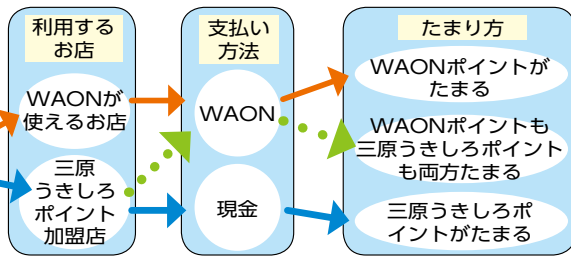 利用する
お店
WAONが
使えるお店
三原
うきしろ
ポイント
加盟店
支払い
方法
WAON
現金
たまり方
WAONポイントが
たまる
WAONポイントも
三原うきしろポイント
も両方たまる
三原うきしろポ
イントがたまる